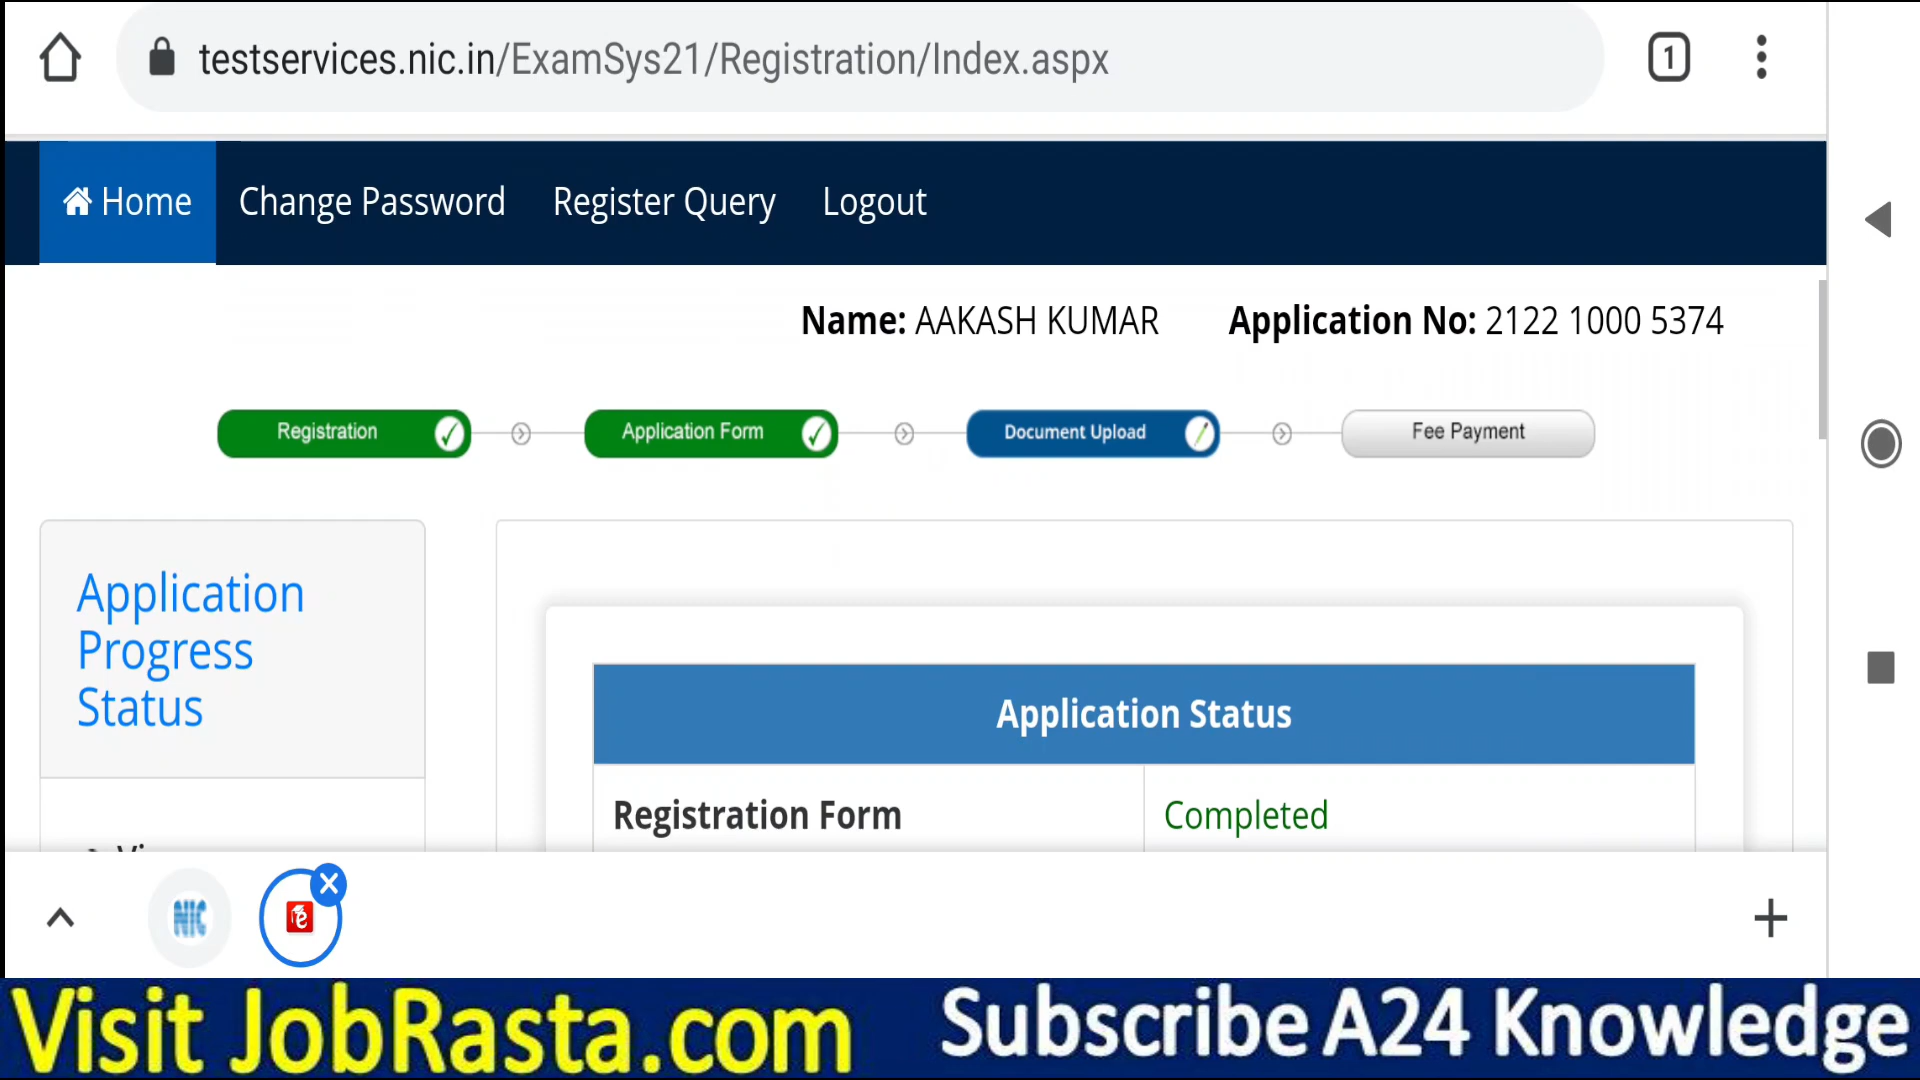 testservices.nic.in/ExamSys21/Registration/Index.aspx
1
Home Change Password Register Query Logout
Name: AAKASH KUMAR Application No: 2122 1000 5374
Registration Application Form Document Upload Fee Payment
Application
Progress
Status
Application Status
Registration Form Completed
NIC
Visit JobRasta.com Subscribe A24 Knowledge